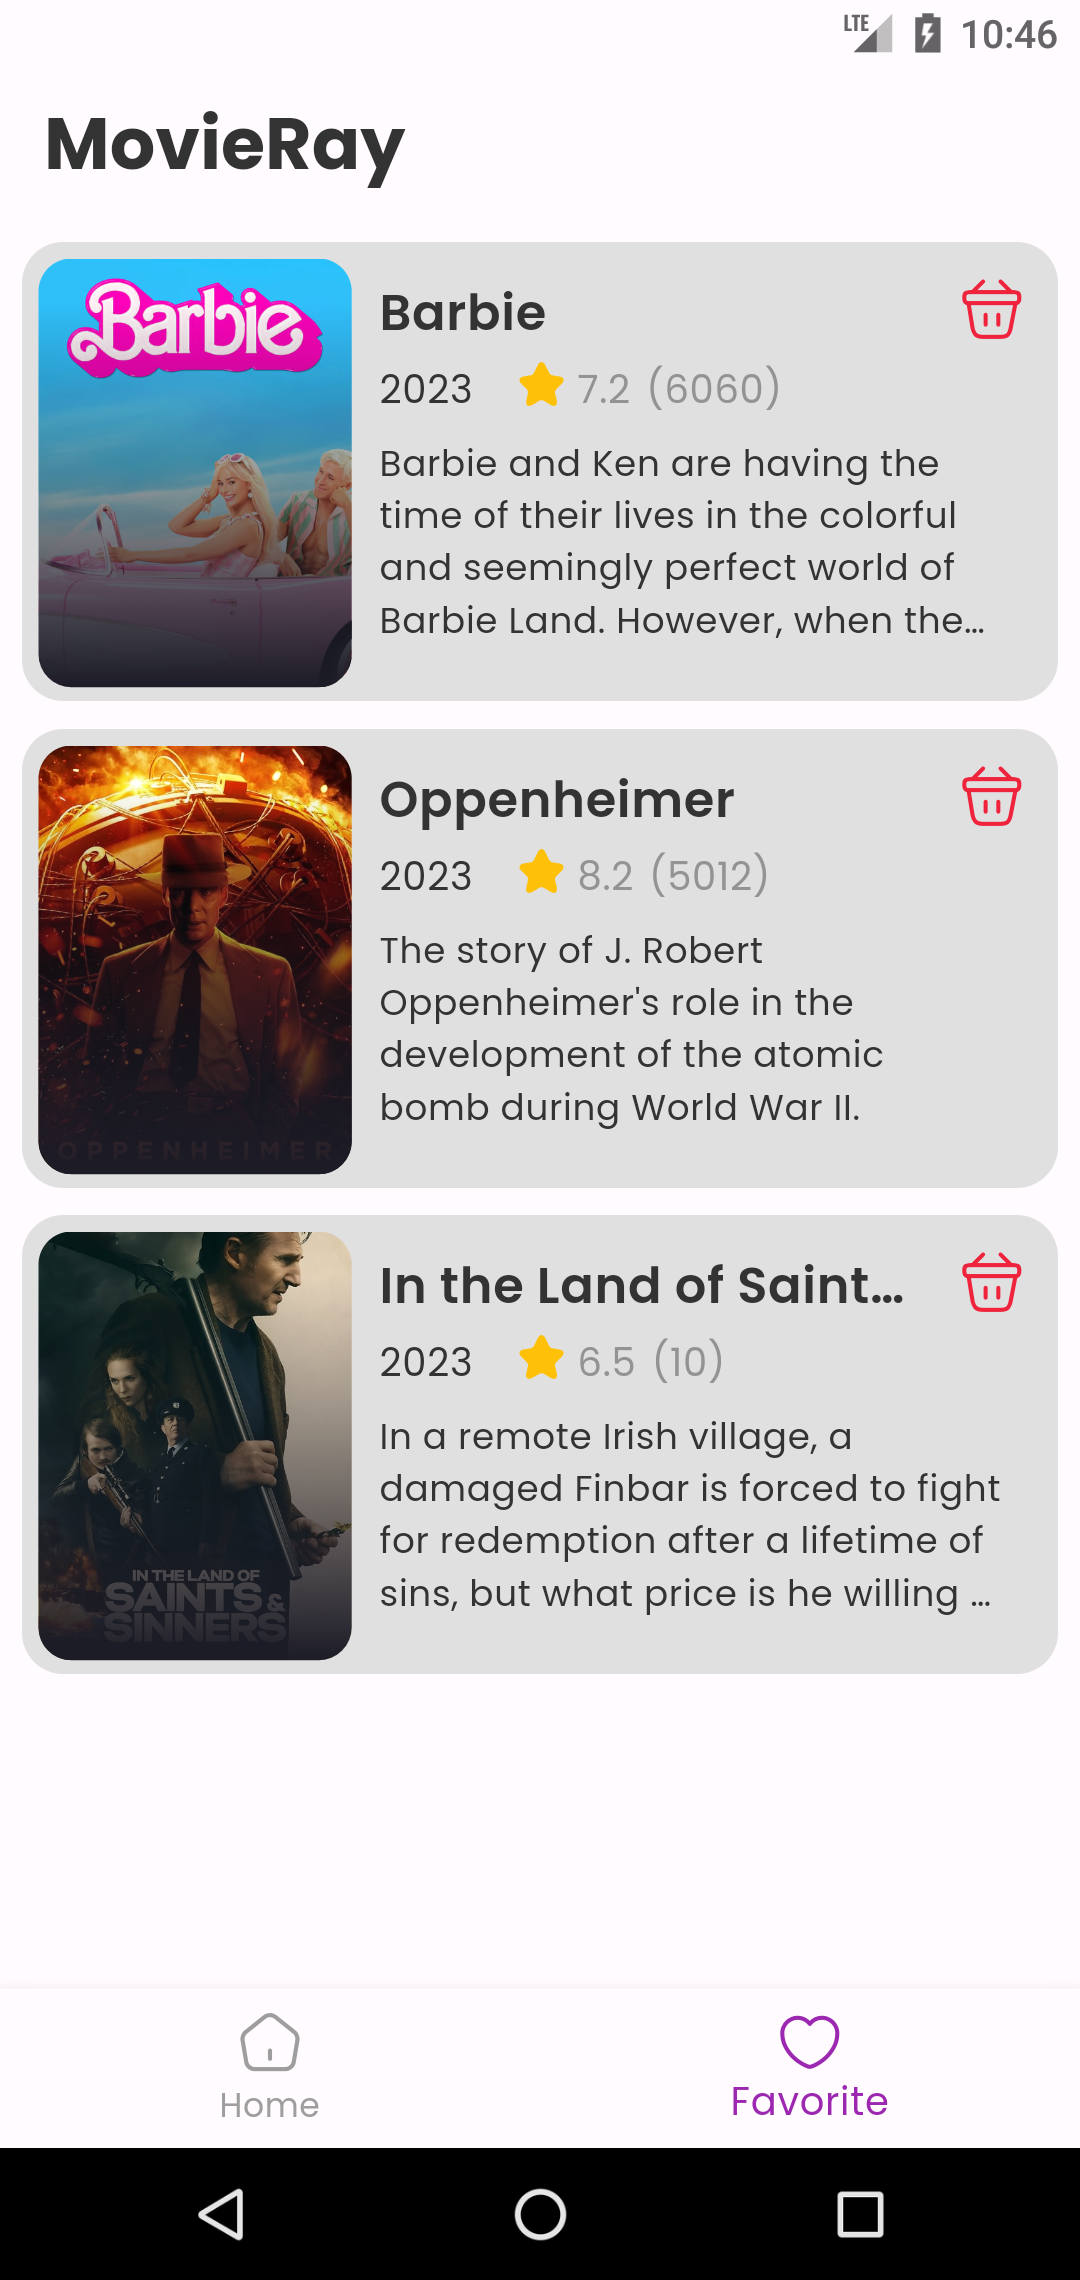 LTE 10:46
MovieRay
Barbie
Barbie
2023 7.2 (6060)
Barbie and Ken are having the
time of their lives in the colorful
and seemingly perfect world of
Barbie Land. However, when the...
OPPENHEIMER
Oppenheimer
2023 8.2 (5012)
The story of J. Robert
Oppenheimer's role in the
development of the atomic
bomb during World War II.
IN THE LAND OF
SAINTS &
SINNERS
In the Land of Saint...
2023 6.5 (10)
In a remote Irish village, a
damaged Finbar is forced to fight
for redemption after a lifetime of
sins, but what price is he willing ...
Home
Favorite